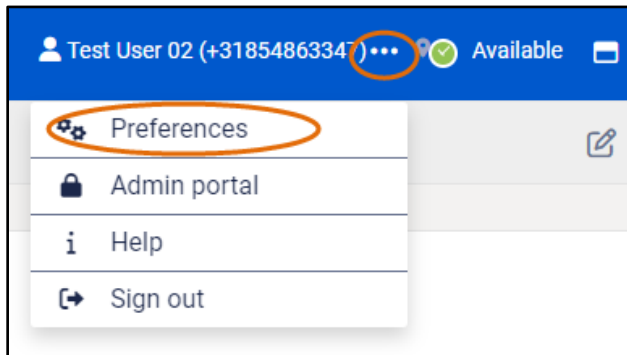 Test User 02 (+31854863347) ••• Available
Preferences
Admin portal
Help
Sign out